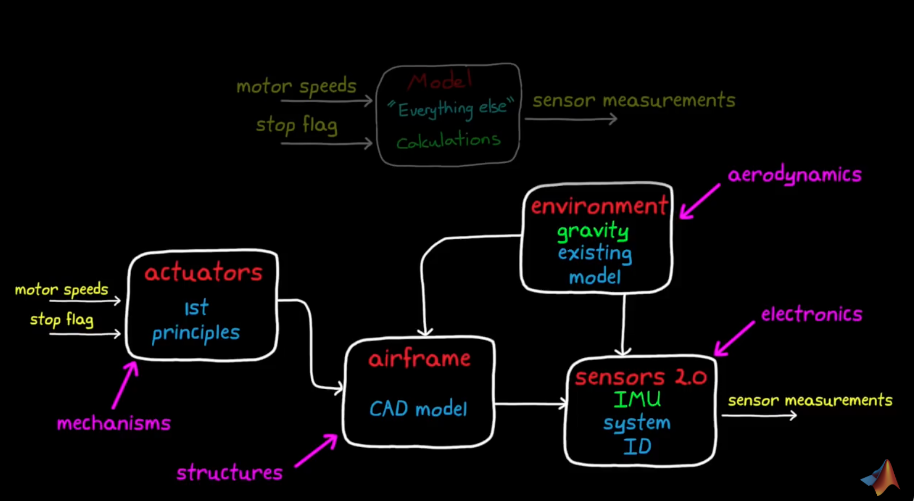 Model
motor speeds
"Everything else"
sensor measurements
stop flag
Calculations
aerodynamics
environment
gravity
existing
model
actuators
motor speeds
1st
stop flag
principles
electronics
airframe
sensors 2.0
IMU
sensor measurements
CAD model
system
ID
mechanisms
structures